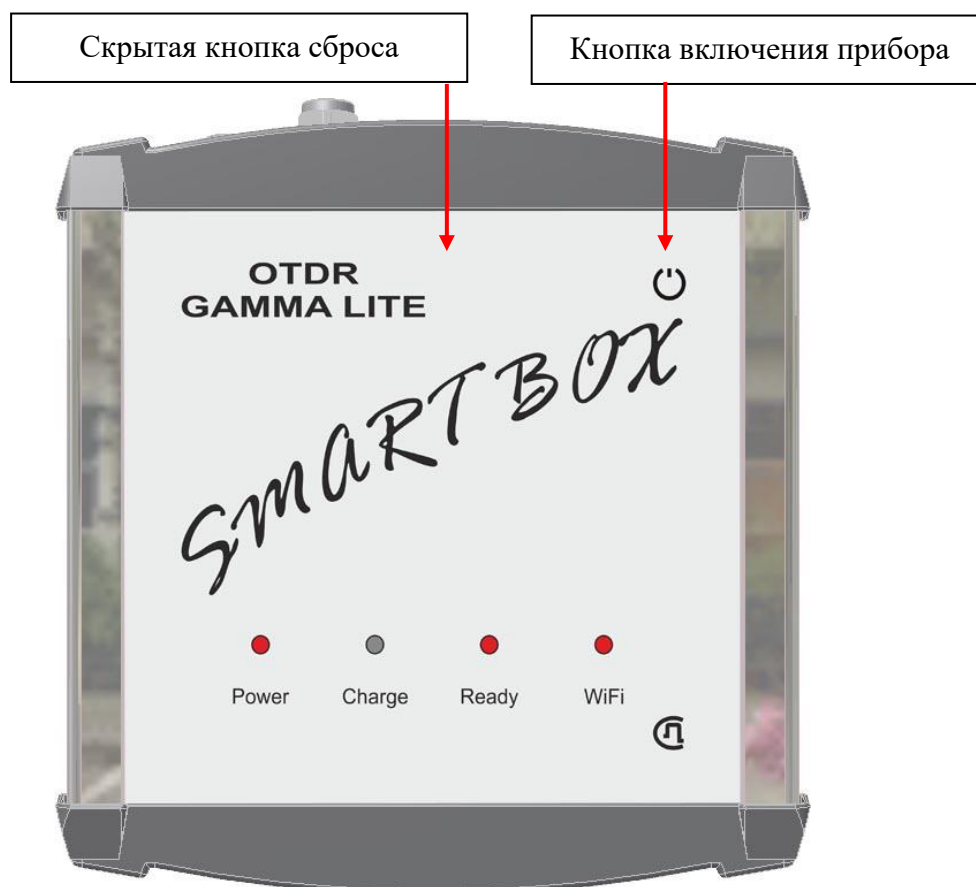 Скрытая кнопка сброса
Кнопка включения прибора
OTDR
GAMMA LITE
SMARTBOX
Power
Charge
Ready
WiFi